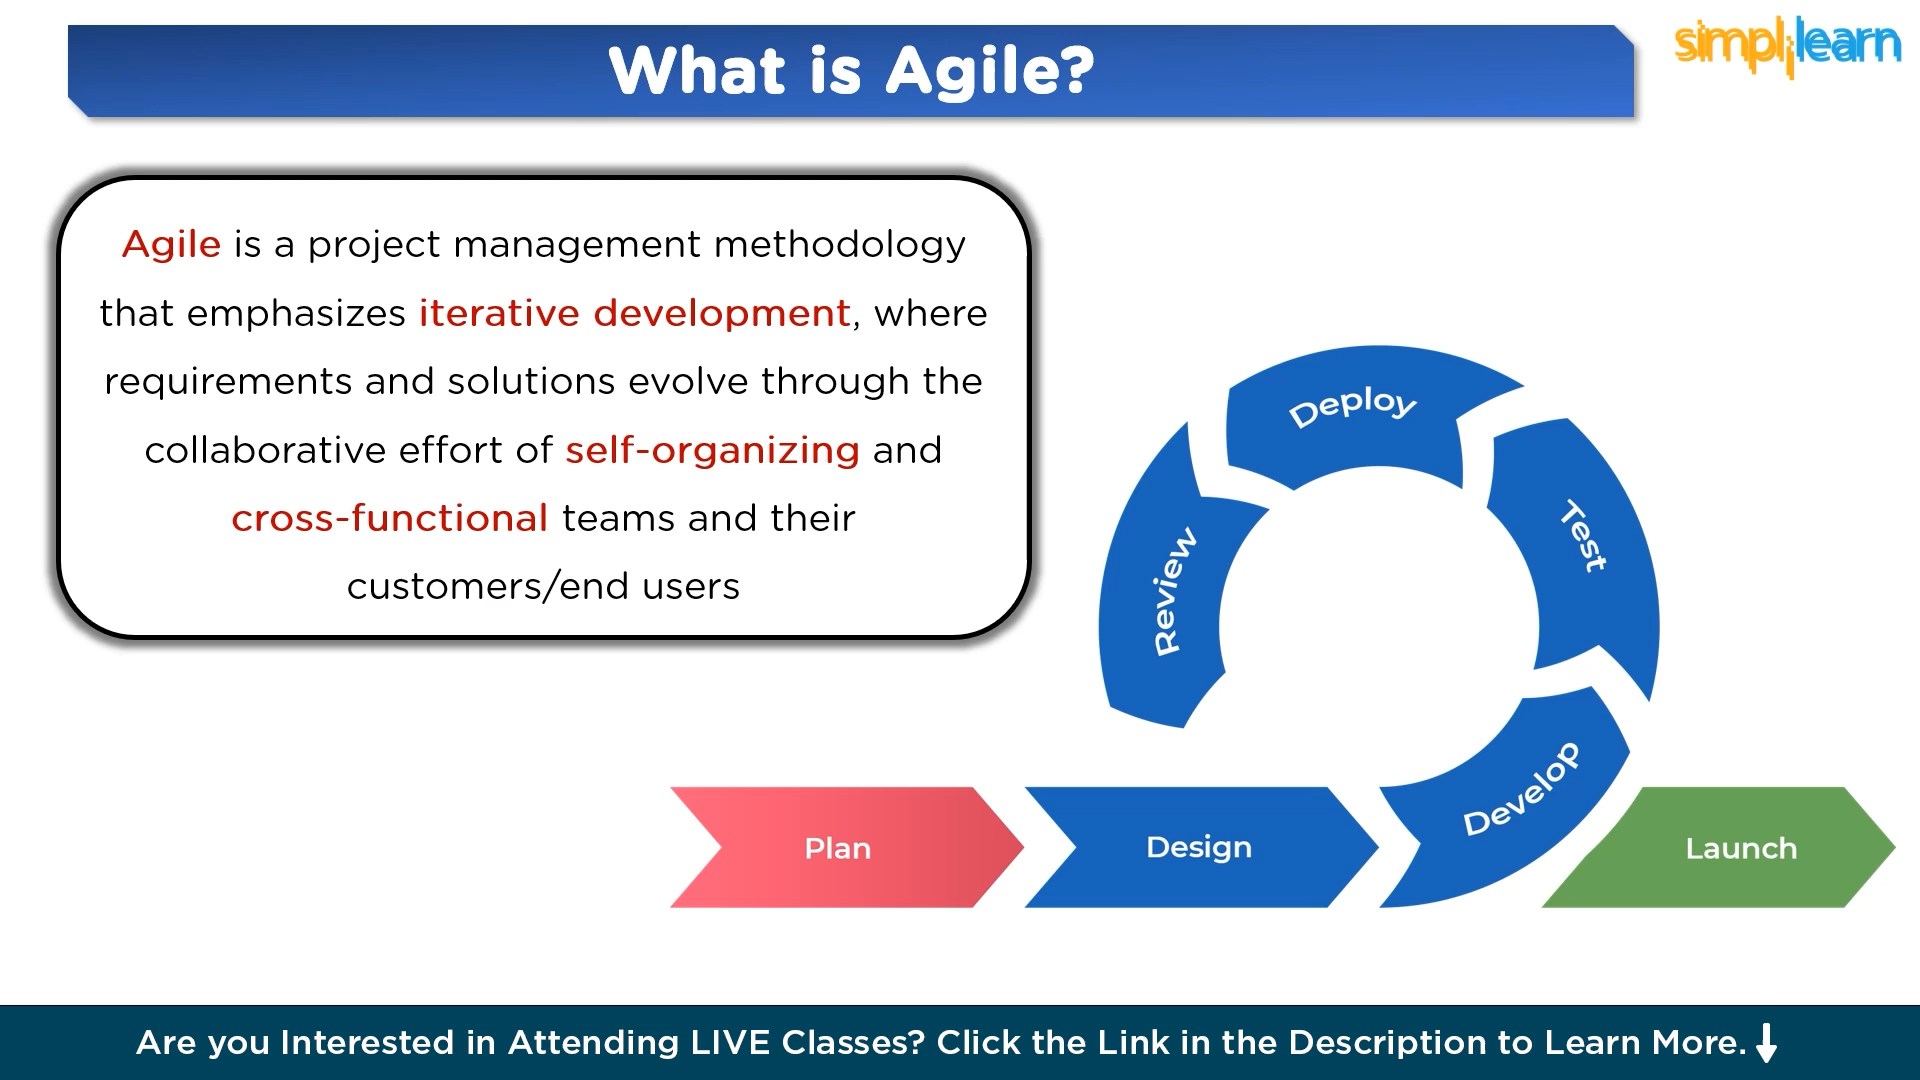 What is Agile?
simplilearn
Agile is a project management methodology
that emphasizes iterative development, where
requirements and solutions evolve through the
collaborative effort of self-organizing and
cross-functional teams and their
customers/end users
Deploy
Test
Review
Develop
Plan
Design
Launch
Are you Interested in Attending LIVE Classes? Click the Link in the Description to Learn More.